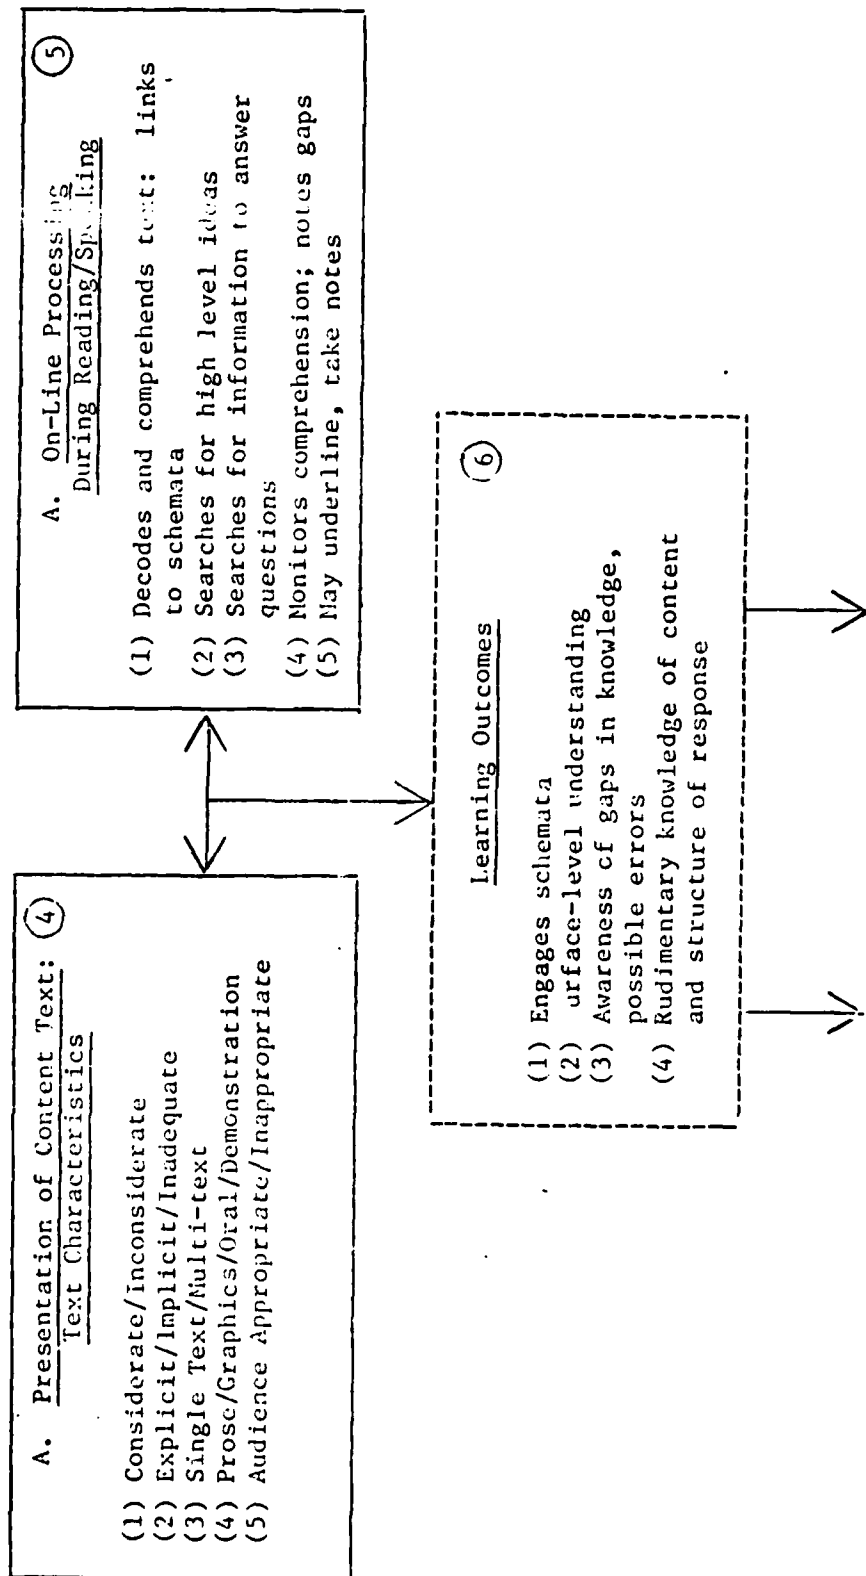 A. Presentation of Content Text: 4
Text Characteristics
(1) Considerate/Inconsiderate
(2) Explicit/Implicit/Inadequate
(3) Single Text/Multi-text
(4) Prose/Graphics/Oral/Demonstration
(5) Audience Appropriate/Inappropriate
A. On-Line Processing 5
During Reading/Speaking
(1) Decodes and comprehends text: links
to schemata
(2) Searches for high level ideas
(3) Searches for information to answer
questions
(4) Monitors comprehension; notes gaps
(5) May underline, take notes
Learning Outcomes 6
(1) Engages schemata
(2) urface-level understanding
(3) Awareness of gaps in knowledge,
possible errors
(4) Rudimentary knowledge of content
and structure of response